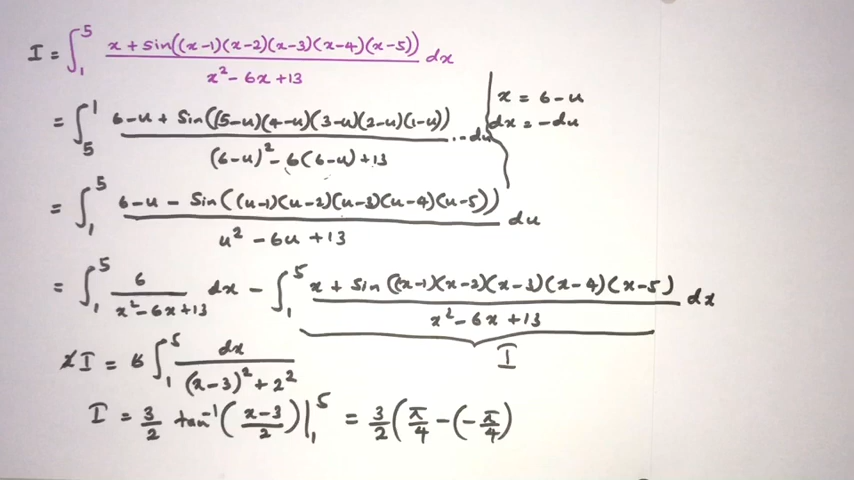 I = ∫₁⁵ (x + sin((x-1)(x-2)(x-3)(x-4)(x-5))) / (x² - 6x + 13) dx
x = 6 - u
dx = -du
= ∫₅¹ (6-u + Sin((5-u)(4-u)(3-u)(2-u)(1-u))) / ((6-u)² - 6(6-u) + 13) · -du
= ∫₁⁵ (6-u - Sin((u-1)(u-2)(u-3)(u-4)(u-5))) / (u² - 6u + 13) du
= ∫₁⁵ 6 / (x² - 6x + 13) dx - ∫₁⁵ (x + sin((x-1)(x-2)(x-3)(x-4)(x-5))) / (x² - 6x + 13) dx
I
2I = 6 ∫₁⁵ dx / ((x-3)² + 2²)
I = 3/2 tan⁻¹((x-3)/2) |₁⁵ = 3/2 (π/4 - (-π/4)